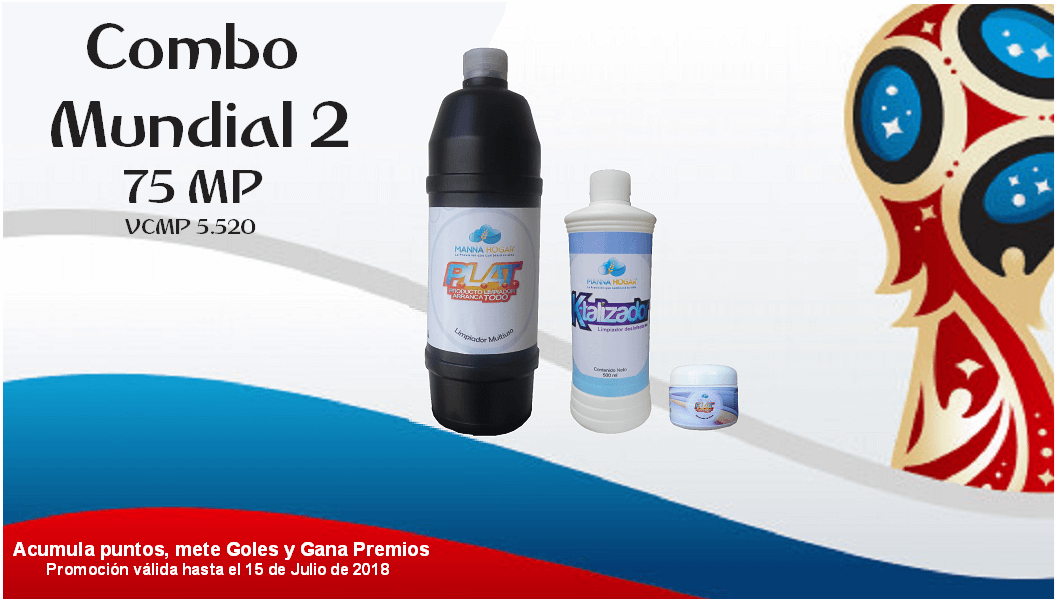 Combo
Mundial 2
75 MP
VCMP 5.520
MANNA HOGAR
P.L.A.T.
PRODUCTO LIMPIADOR
ARRANCA TODO
Limpiador Multiuso
MANNA HOGAR
K-talizador
Limpiador
Contenido Neto
500 ml
PLAT
Acumula puntos, mete Goles y Gana Premios
Promoción válida hasta el 15 de Julio de 2018